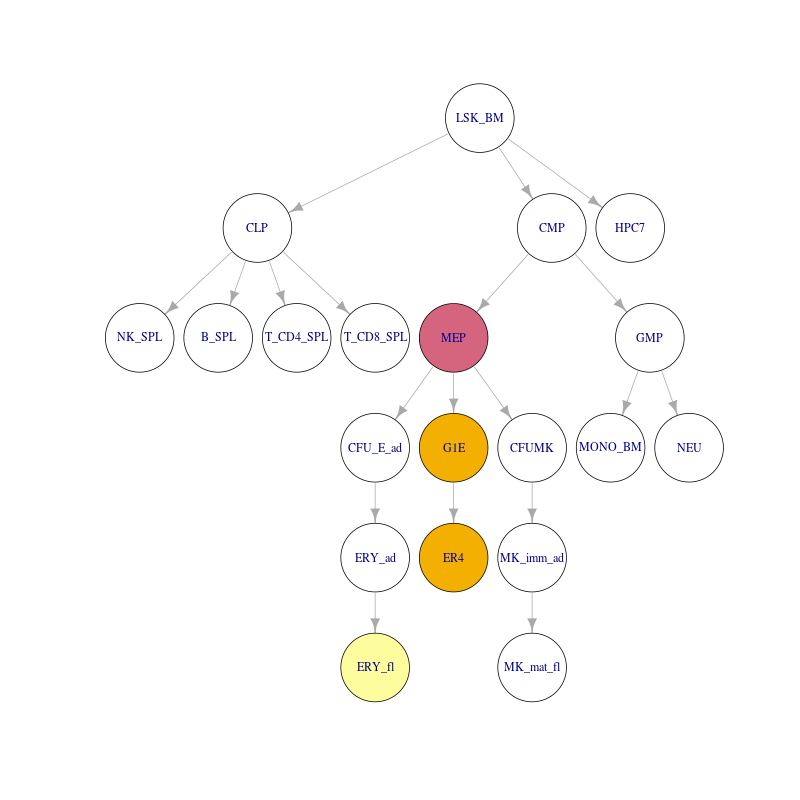 LSK_BM
CLP
CMP
HPC7
NK_SPL
B_SPL
T_CD4_SPL
T_CD8_SPL
MEP
GMP
CFU_E_ad
G1E
CFUMK
MONO_BM
NEU
ERY_ad
ER4
MK_imm_ad
ERY_fl
MK_mat_fl